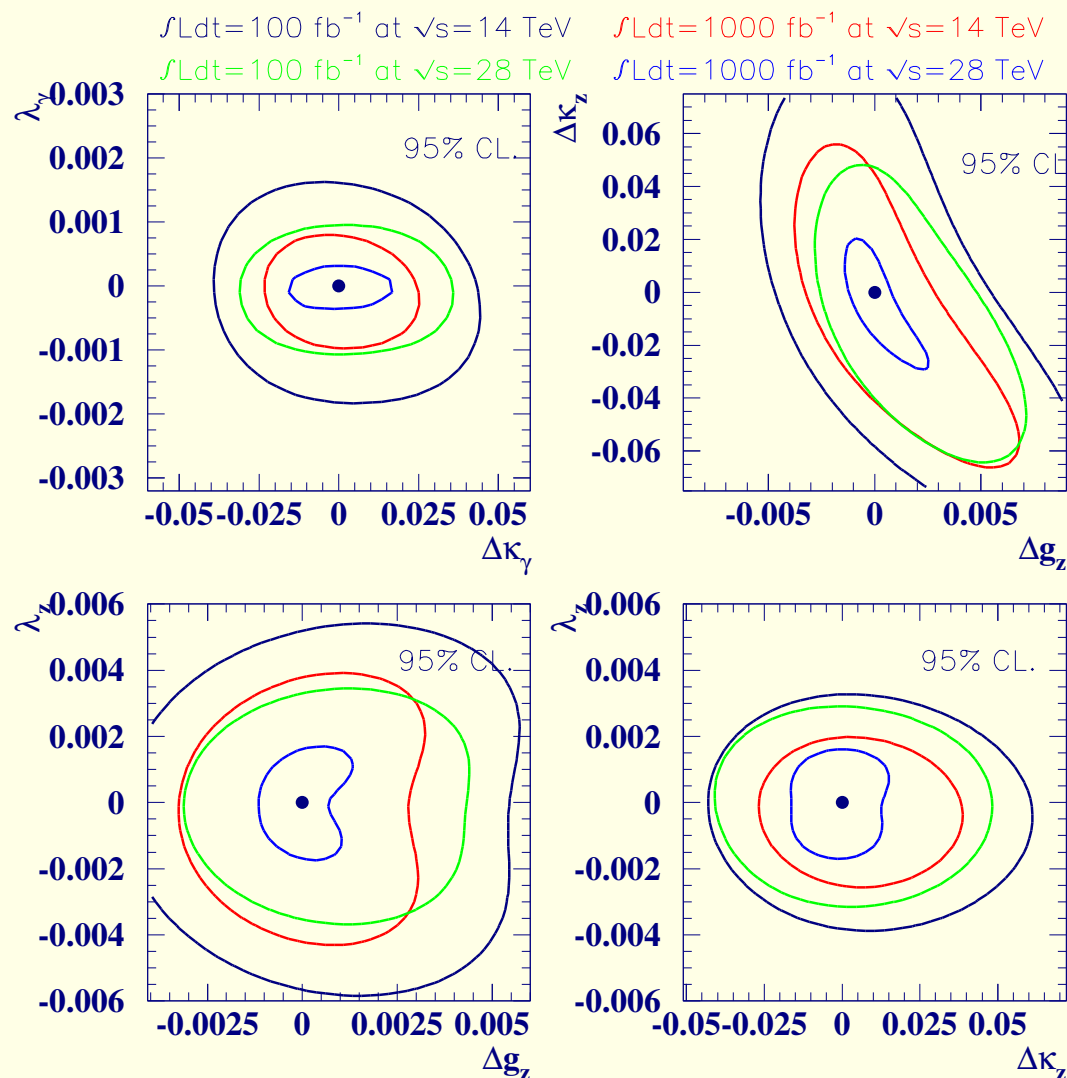 ∫Ldt=100 fb⁻¹ at √s=14 TeV ∫Ldt=1000 fb⁻¹ at √s=14 TeV
∫Ldt=100 fb⁻¹ at √s=28 TeV ∫Ldt=1000 fb⁻¹ at √s=28 TeV
λγ
0.003
0.002
0.001
0
-0.001
-0.002
-0.003
95% CL.
-0.05 -0.025 0 0.025 0.05
Δκγ
Δκz
0.06
0.04
0.02
0
-0.02
-0.04
-0.06
95% CL
-0.005 0 0.005
Δgz
λz
0.006
0.004
0.002
0
-0.002
-0.004
-0.006
95% CL.
-0.0025 0 0.0025 0.005
Δgz
λz
0.006
0.004
0.002
0
-0.002
-0.004
-0.006
95% CL.
-0.05 -0.025 0 0.025 0.05
Δκz